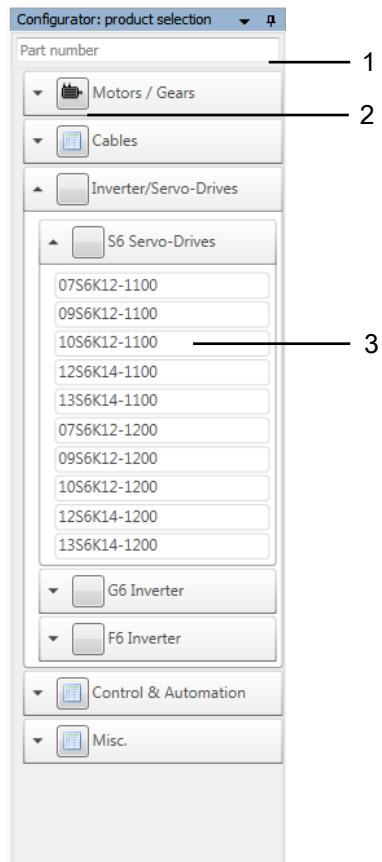 Configurator: product selection
Part number
1
Motors / Gears
2
Cables
Inverter/Servo-Drives
S6 Servo-Drives
07S6K12-1100
09S6K12-1100
10S6K12-1100
3
12S6K14-1100
13S6K14-1100
07S6K12-1200
09S6K12-1200
10S6K12-1200
12S6K14-1200
13S6K14-1200
G6 Inverter
F6 Inverter
Control & Automation
Misc.